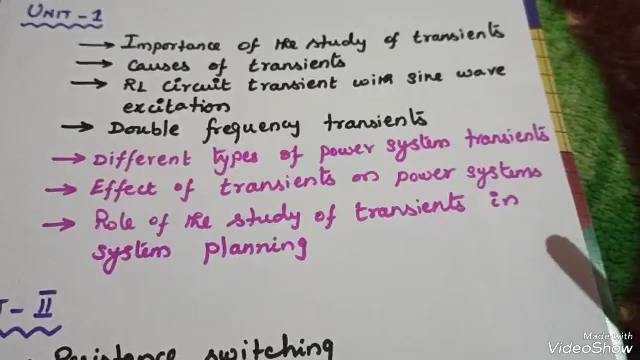 UNIT-1
→ Importance of the study of transients
→ causes of transients
→ RL circuit transient with sine wave
excitation
→ Double frequency transients
→ Different types of power system transients
→ Effect of transients on power systems
→ Role of the study of transients in
system planning
T-II
Resistance switching
Made with
VideoShow